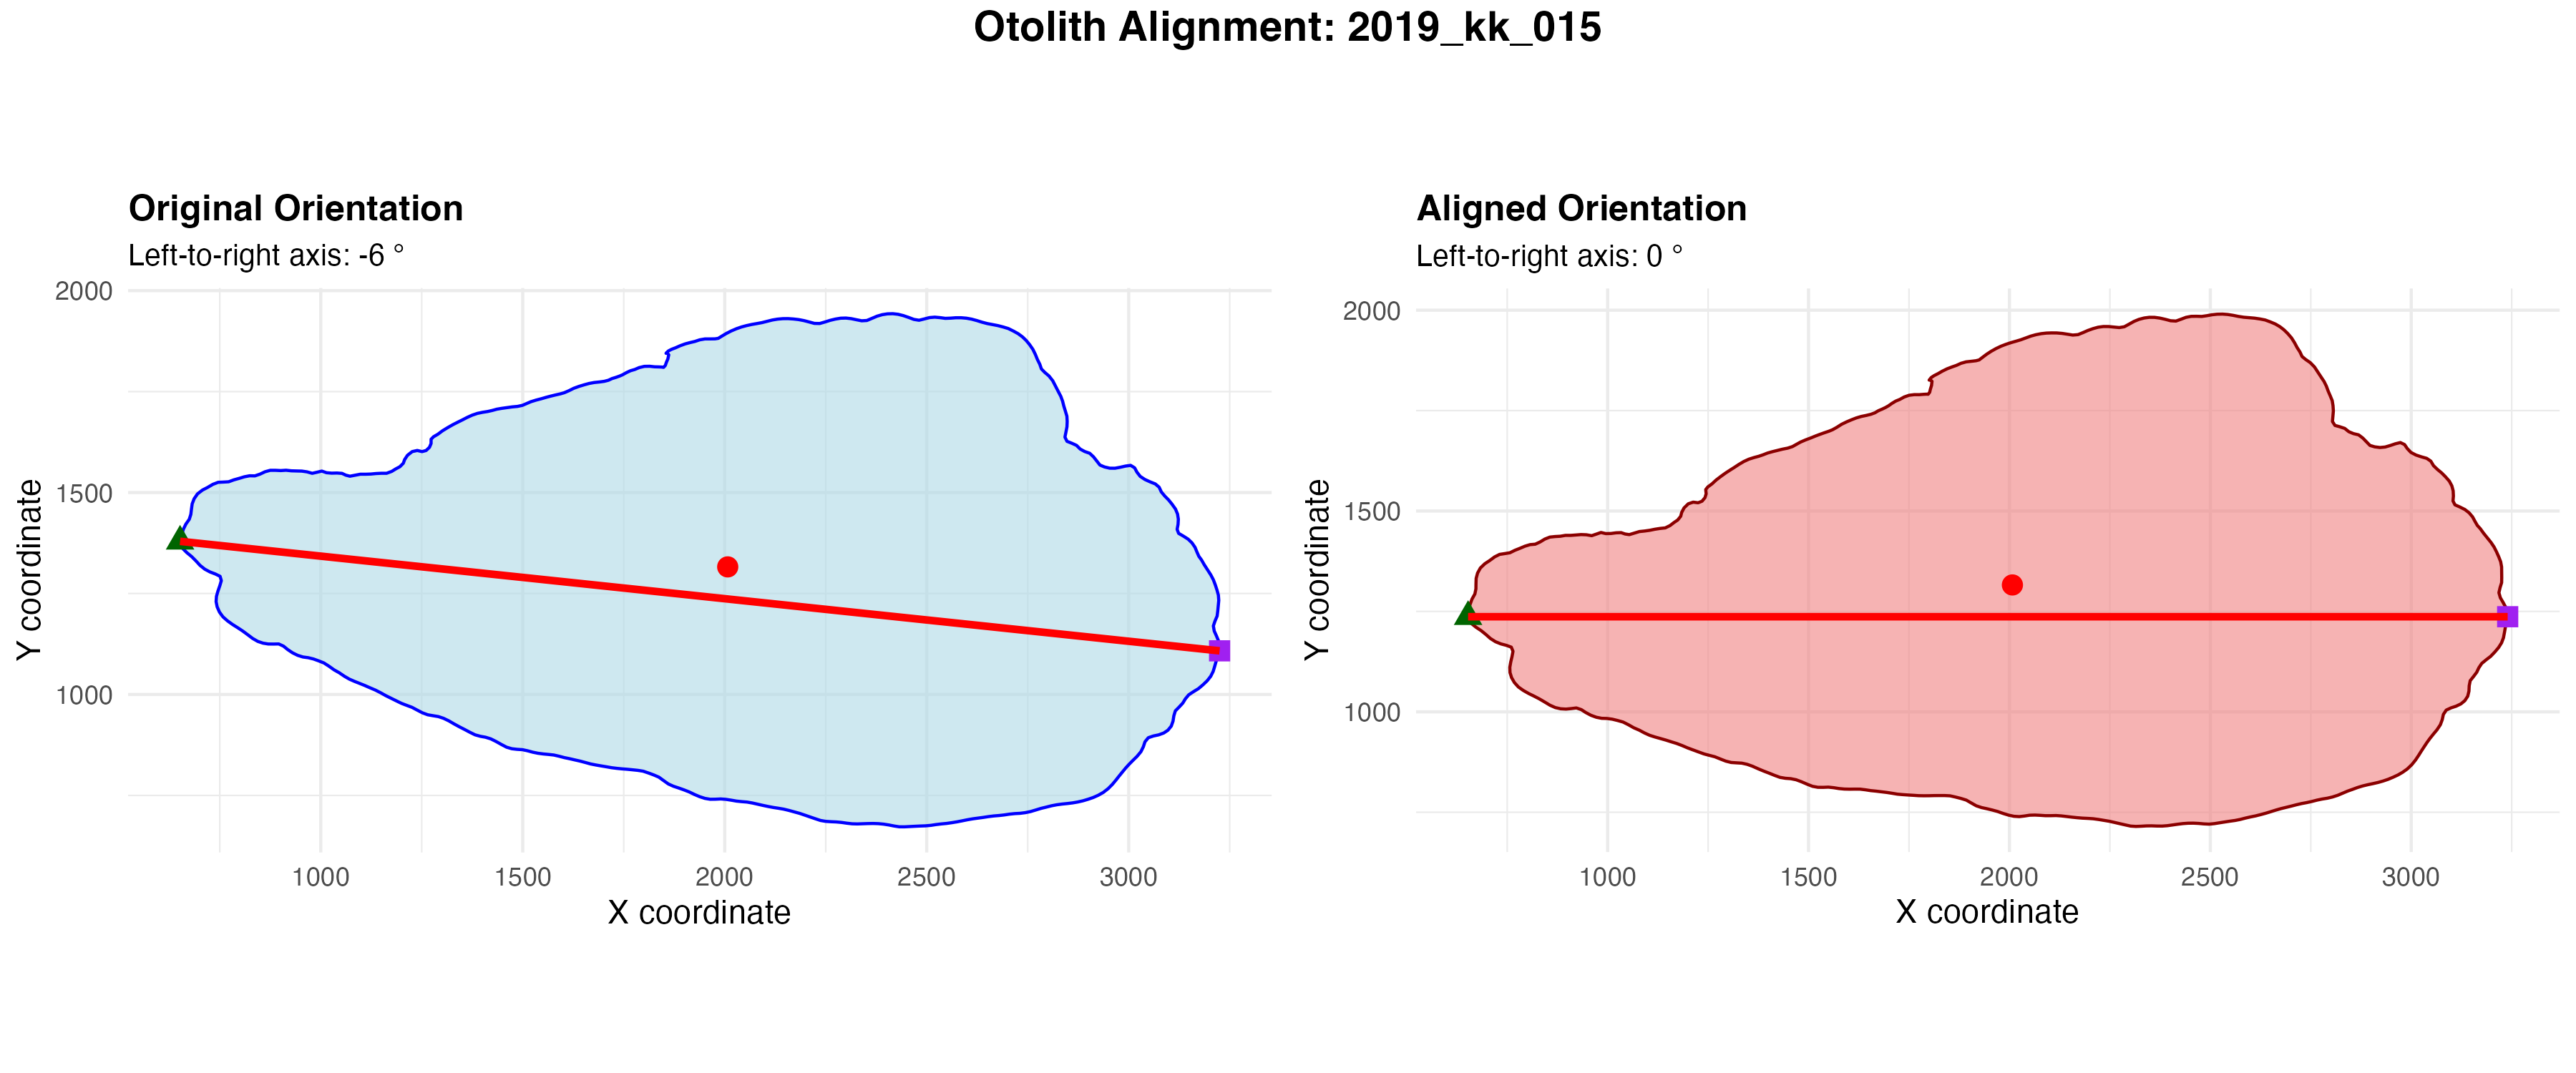 Otolith Alignment: 2019_kk_015
Original Orientation
Left-to-right axis: -6 °
2000
1500
1000
Y coordinate
1000 1500 2000 2500 3000
X coordinate
Aligned Orientation
Left-to-right axis: 0 °
2000
1500
1000
Y coordinate
1000 1500 2000 2500 3000
X coordinate